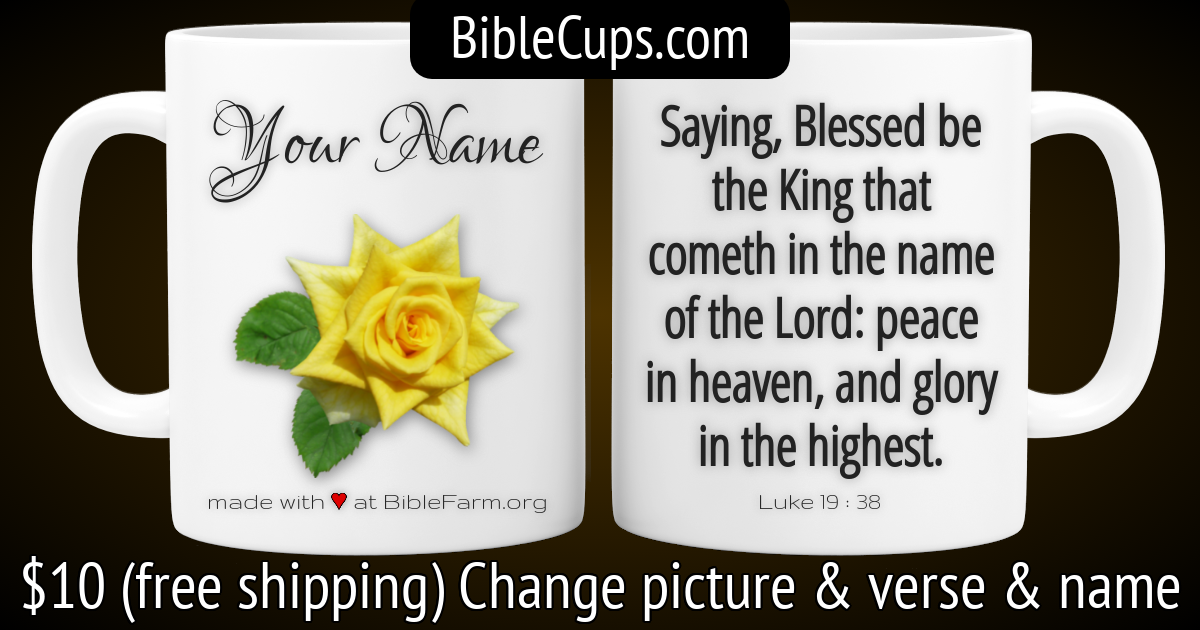 BibleCups.com
Your Name
made with ♥ at BibleFarm.org
Saying, Blessed be
the King that
cometh in the name
of the Lord: peace
in heaven, and glory
in the highest.
Luke 19 : 38
$10 (free shipping) Change picture & verse & name